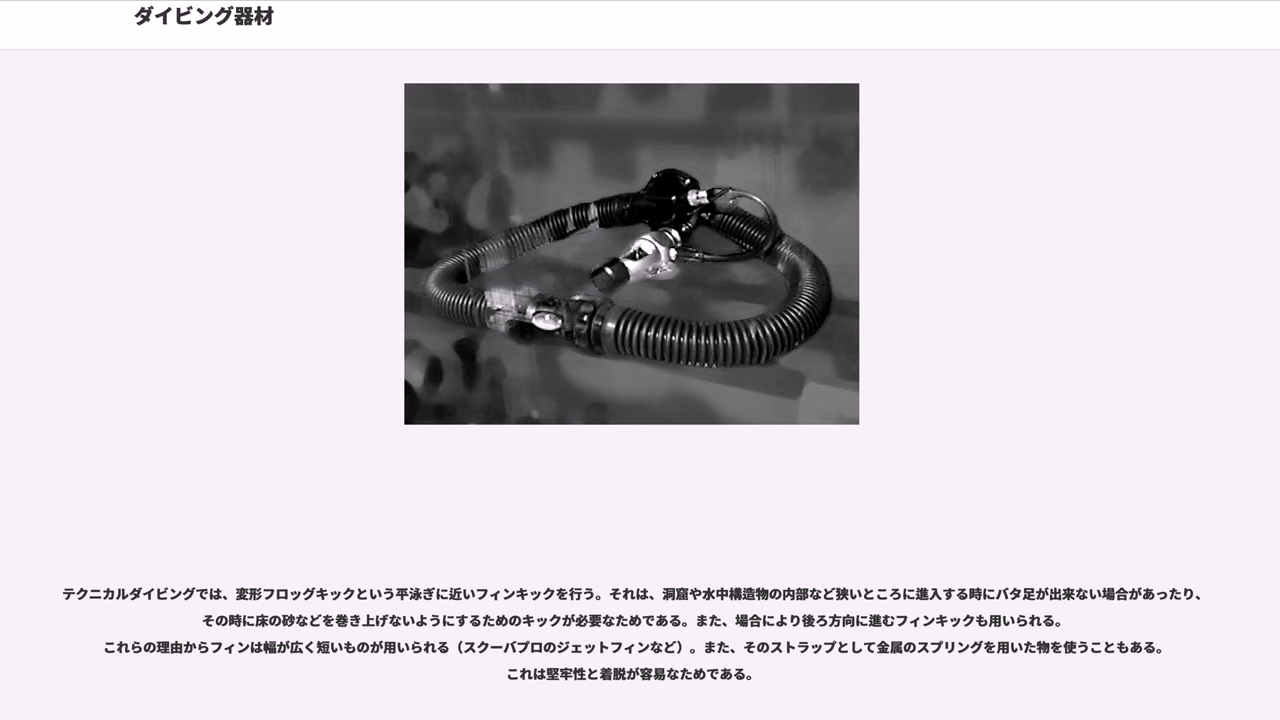 ダイビング器材
テクニカルダイビングでは、変形フロッグキックという平泳ぎに近いフィンキックを行う。それは、洞窟や水中構造物の内部など狭いところに進入する時にバタ足が出来ない場合があったり、
その時に床の砂などを巻き上げないようにするためのキックが必要なためである。また、場合により後ろ方向に進むフィンキックも用いられる。
これらの理由からフィンは幅が広く短いものが用いられる（スクーバプロのジェットフィンなど）。また、そのストラップとして金属のスプリングを用いた物を使うこともある。
これは堅牢性と着脱が容易なためである。